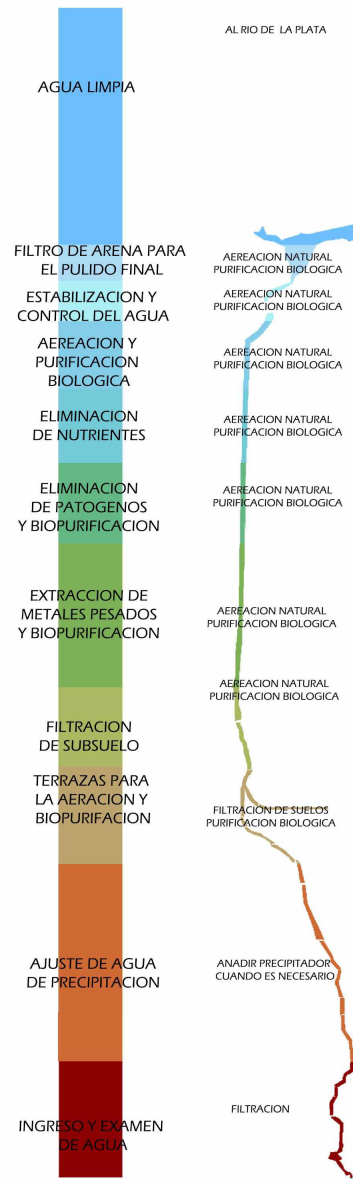 AL RIO DE LA PLATA
AGUA LIMPIA
FILTRO DE ARENA PARA
EL PULIDO FINAL
AEREACION NATURAL
PURIFICACION BIOLOGICA
ESTABILIZACION Y
CONTROL DEL AGUA
AEREACION NATURAL
PURIFICACION BIOLOGICA
AEREACION Y
PURIFICACION
BIOLOGICA
AEREACION NATURAL
PURIFICACION BIOLOGICA
ELIMINACION
DE NUTRIENTES
AEREACION NATURAL
PURIFICACION BIOLOGICA
ELIMINACION
DE PATOGENOS
Y BIOPURIFICACION
AEREACION NATURAL
PURIFICACION BIOLOGICA
EXTRACCION DE
METALES PESADOS
Y BIOPURIFICACION
AEREACION NATURAL
PURIFICACION BIOLOGICA
AEREACION NATURAL
PURIFICACION BIOLOGICA
FILTRACION
DE SUBSUELO
TERRAZAS PARA
LA AERACION Y
BIOPURIFACION
FILTRACION DE SUELOS
PURIFICACION BIOLOGICA
AJUSTE DE AGUA
DE PRECIPITACION
ANADIR PRECIPITADOR
CUANDO ES NECESARIO
INGRESO Y EXAMEN
DE AGUA
FILTRACION